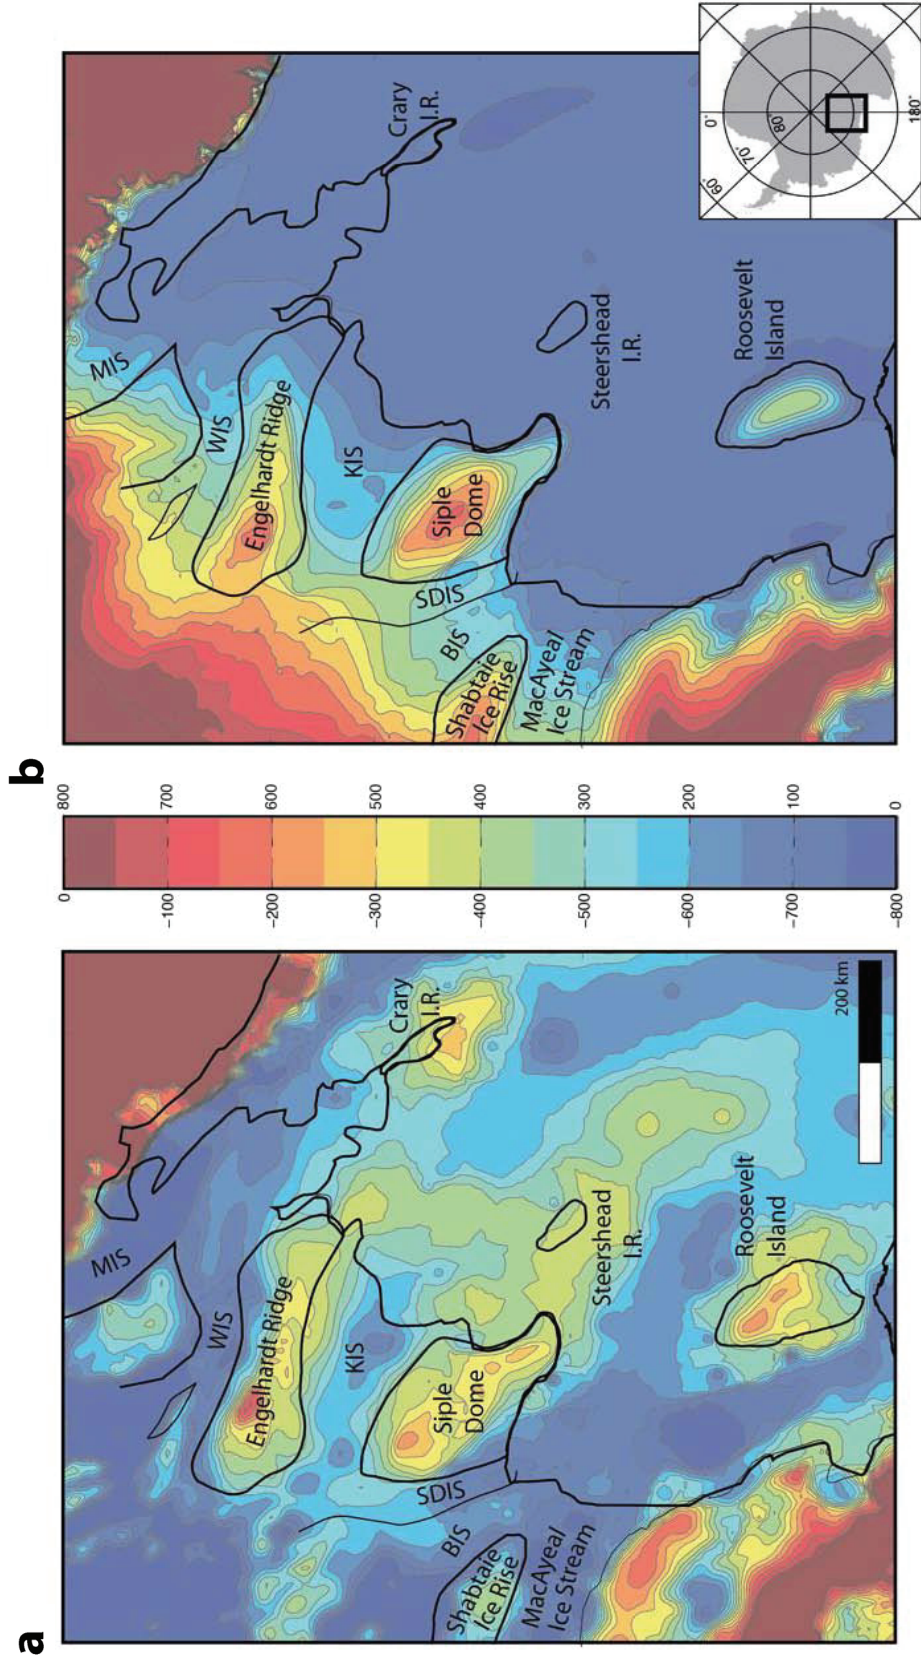 a
MIS
WIS
Engelhardt Ridge
KIS
Siple
Dome
SDIS
BIS
Shabtaie
Ice Rise
MacAyeal
Ice Stream
Crary
I.R.
Steershead
I.R.
Roosevelt
Island
200 km
0
-100
-200
-300
-400
-500
-600
-700
-800
800
700
600
500
400
300
200
100
0
b
MIS
WIS
Engelhardt Ridge
KIS
Siple
Dome
SDIS
BIS
Shabtaie
Ice Rise
MacAyeal
Ice Stream
Crary
I.R.
Steershead
I.R.
Roosevelt
Island
0°
60°
70°
80°
180°